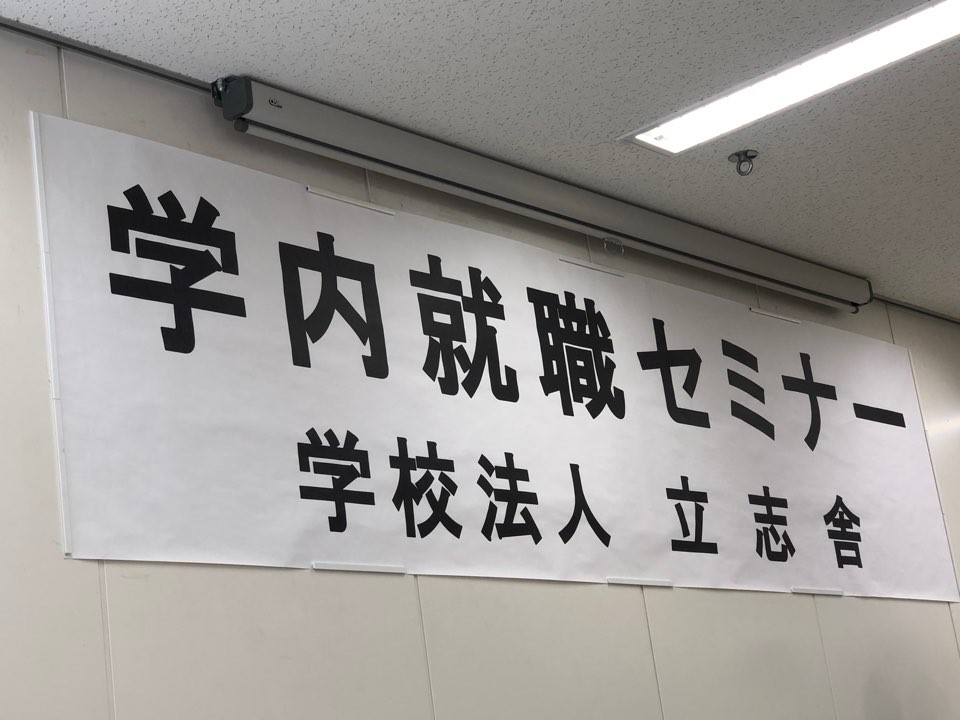 学内就職セミナー
学校法人 立志舎